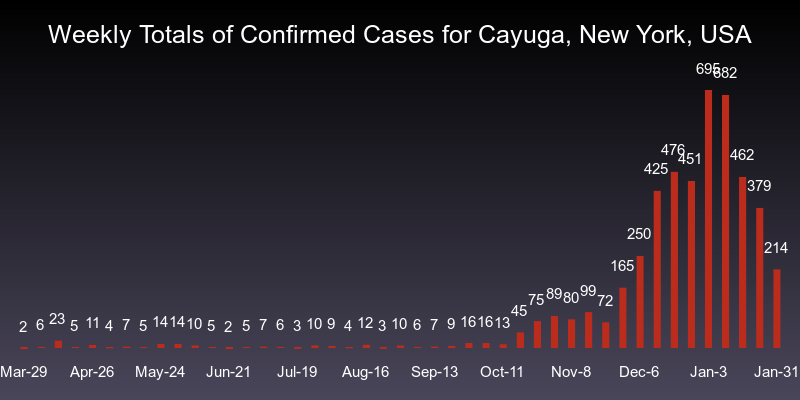 Weekly Totals of Confirmed Cases for Cayuga, New York, USA
2 6 23 5 11 4 7 5 14 14 10 5 2 5 7 6 3 10 9 4 12 3 10 6 7 9 16 16 13 45 75 89 80 99 72 165 250 425 476 451 695 682 462 379 214
Mar-29 Apr-26 May-24 Jun-21 Jul-19 Aug-16 Sep-13 Oct-11 Nov-8 Dec-6 Jan-3 Jan-31